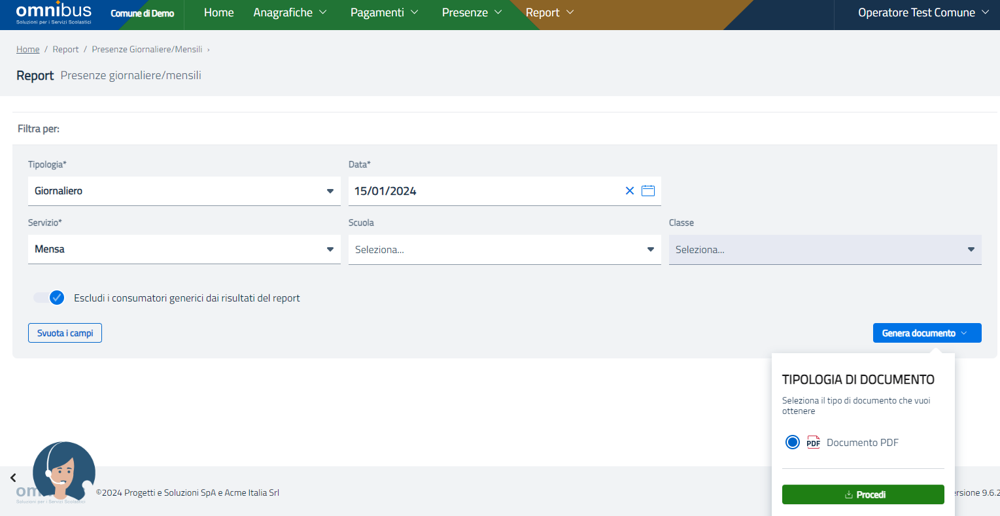 omnibus
Soluzioni per i Servizi Scolastici
Comune di Demo
Home
Anagrafiche
Pagamenti
Presenze
Report
Operatore Test Comune
Home / Report / Presenze Giornaliere/Mensili ›
Report Presenze giornaliere/mensili
Filtra per:
Tipologia*
Data*
Giornaliero
15/01/2024
Servizio*
Scuola
Classe
Mensa
Seleziona...
Seleziona...
Escludi i consumatori generici dai risultati del report
Svuota i campi
Genera documento
TIPOLOGIA DI DOCUMENTO
Seleziona il tipo di documento che vuoi
ottenere
PDF
Documento PDF
Procedi
om
Soluzioni per i Servizi Scolastici
©2024 Progetti e Soluzioni SpA e Acme Italia Srl
ersione 9.6.2